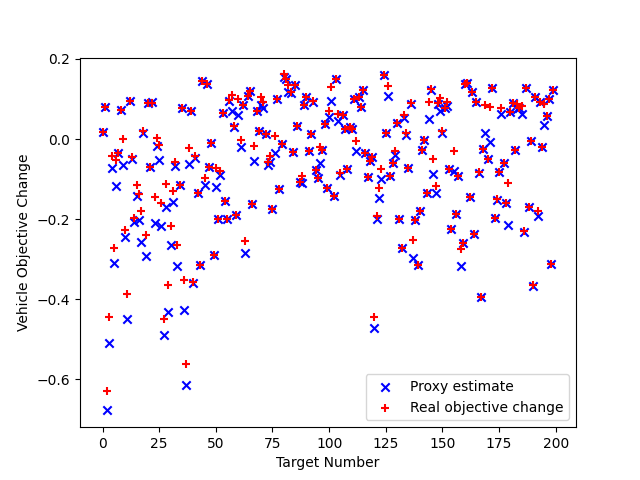 0.2
0.0
−0.2
−0.4
−0.6
Vehicle Objective Change
0 25 50 75 100 125 150 175 200
Target Number
Proxy estimate
Real objective change